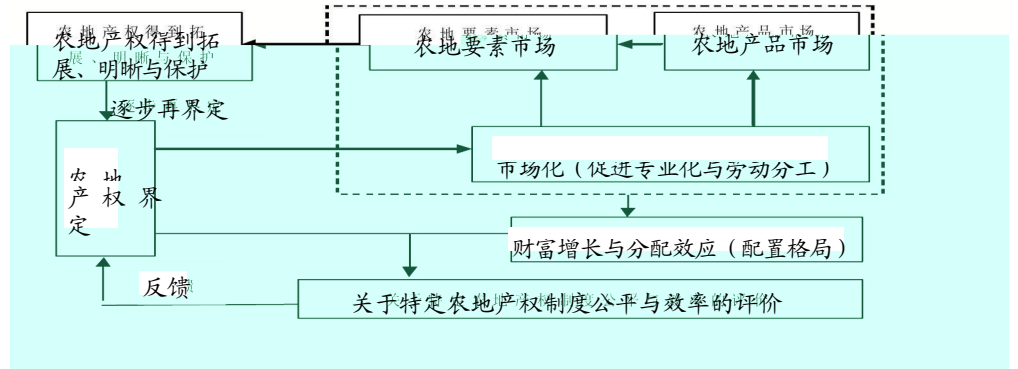 农地产权得到拓
展、明晰与保护
农地要素市场
农地产品市场
逐步再界定
市场化（促进专业化与劳动分工）
农 地
产 权 界
定
财富增长与分配效应（配置格局）
反馈
关于特定农地产权制度公平与效率的评价